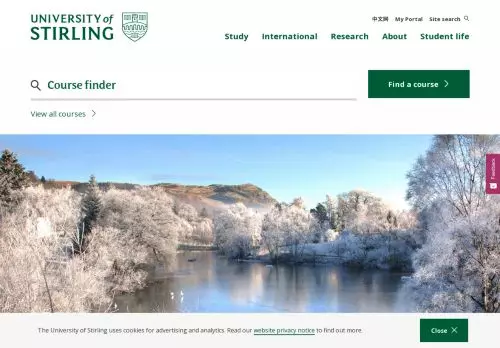 UNIVERSITY of
STIRLING
中文网 My Portal Site search
Study International Research About Student life
Course finder
Find a course
View all courses
Feedback
The University of Stirling uses cookies for advertising and analytics. Read our website privacy notice to find out more.
Close